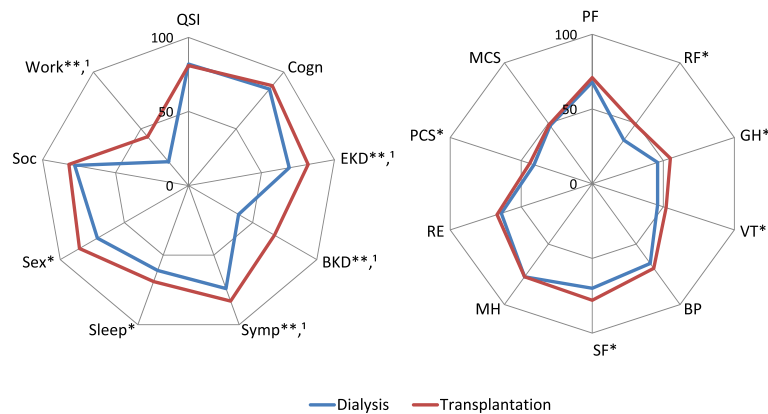 QSI
100
Cogn
Work**,¹
50
Soc
EKD**,¹
0
Sex*
BKD**,¹
Sleep*
Symp**,¹
PF
100
MCS
RF*
PCS*
50
GH*
0
RE
VT*
MH
BP
SF*
Dialysis
Transplantation